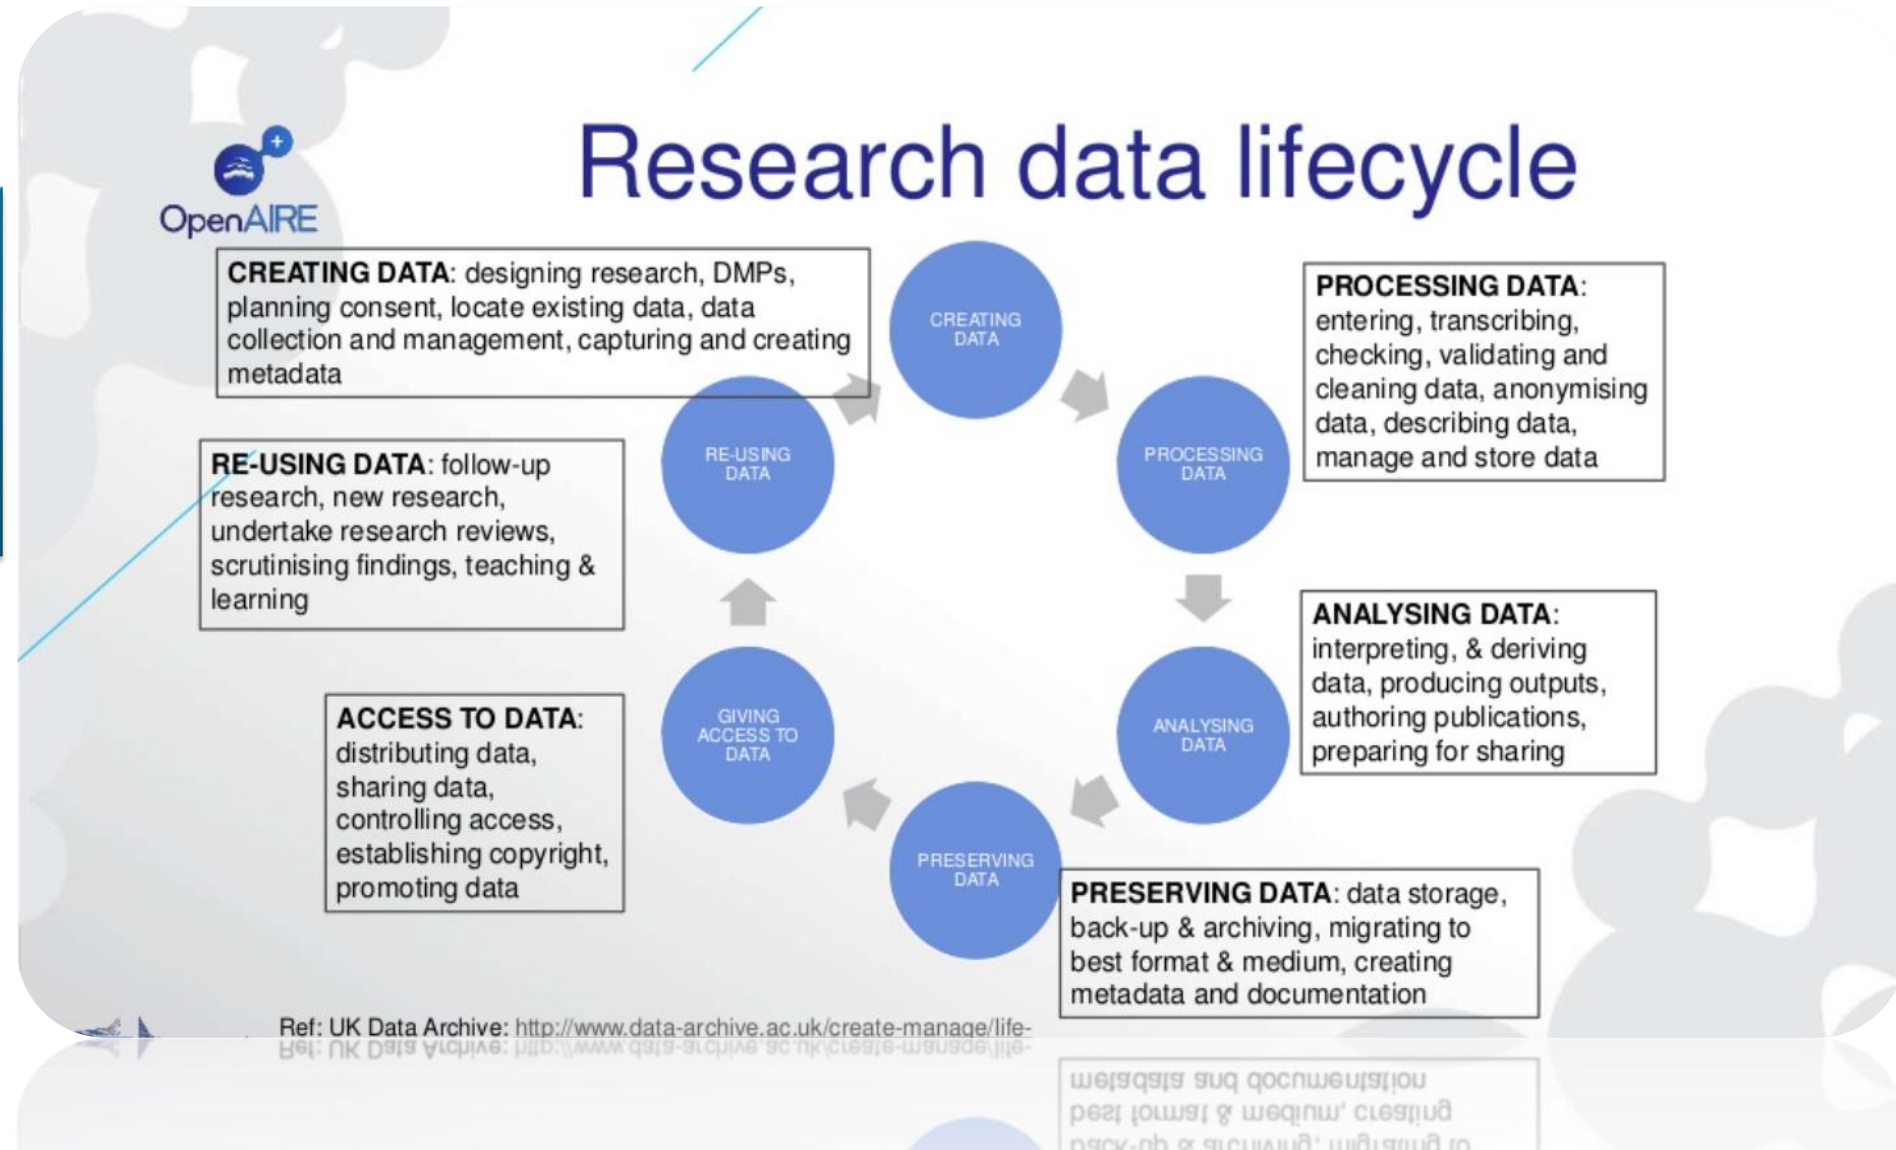 Research data lifecycle
+
OpenAIRE
CREATING DATA: designing research, DMPs,
planning consent, locate existing data, data
collection and management, capturing and creating
metadata
CREATING
DATA
PROCESSING DATA:
entering, transcribing,
checking, validating and
cleaning data, anonymising
data, describing data,
manage and store data
RE-USING
DATA
PROCESSING
DATA
RE-USING DATA: follow-up
research, new research,
undertake research reviews,
scrutinising findings, teaching &
learning
ANALYSING DATA:
interpreting, & deriving
data, producing outputs,
authoring publications,
preparing for sharing
GIVING
ACCESS TO
DATA
ANALYSING
DATA
ACCESS TO DATA:
distributing data,
sharing data,
controlling access,
establishing copyright,
promoting data
PRESERVING
DATA
PRESERVING DATA: data storage,
back-up & archiving, migrating to
best format & medium, creating
metadata and documentation
Ref: UK Data Archive: http://www.data-archive.ac.uk/create-manage/life-